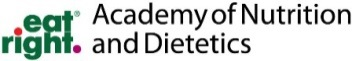 eat® Academy of Nutrition
right. and Dietetics